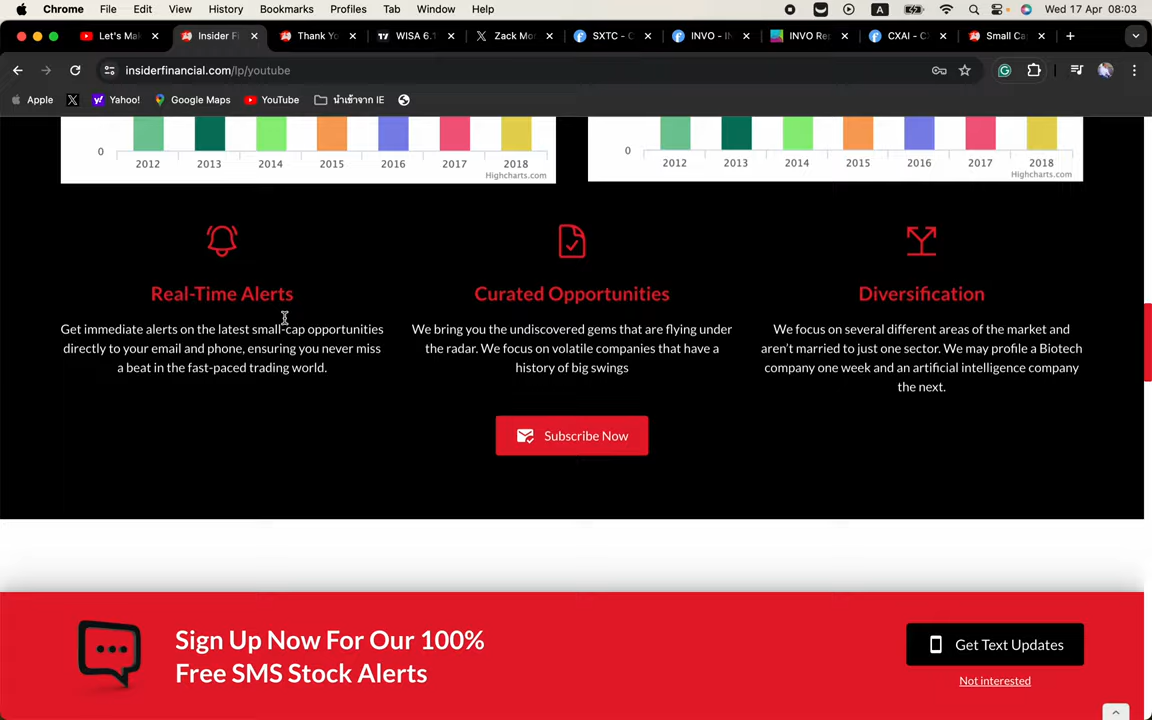 Chrome File Edit View History Bookmarks Profiles Tab Window Help A Wed 17 Apr 08:03
Let's Ma Insider F Thank Y WISA 6. Zack Mo SXTC - INVO - I INVO Re CXAI - C Small Ca
insiderfinancial.com/lp/youtube
Apple Yahoo! Google Maps YouTube นำเข้าจาก IE
0 2012 2013 2014 2015 2016 2017 2018
Highcharts.com
0 2012 2013 2014 2015 2016 2017 2018
Highcharts.com
Real-Time Alerts
Get immediate alerts on the latest small-cap opportunities
directly to your email and phone, ensuring you never miss
a beat in the fast-paced trading world.
Curated Opportunities
We bring you the undiscovered gems that are flying under
the radar. We focus on volatile companies that have a
history of big swings
Diversification
We focus on several different areas of the market and
aren't married to just one sector. We may profile a Biotech
company one week and an artificial intelligence company
the next.
Subscribe Now
Sign Up Now For Our 100%
Free SMS Stock Alerts
Get Text Updates
Not interested